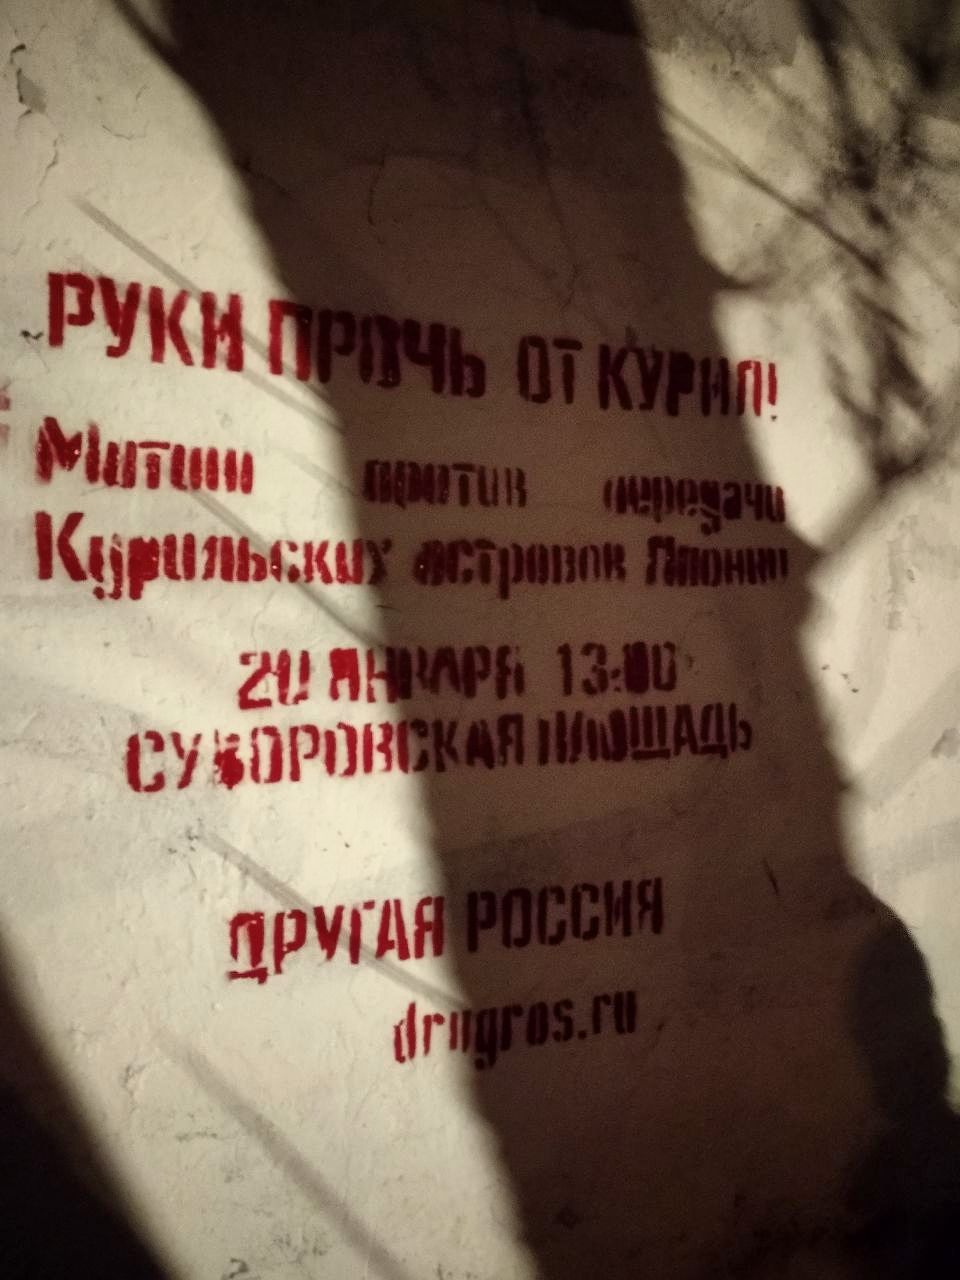 РУКИ ПРОЧЬ ОТ КУРИЛ!
Митинг против передачи
Курильских островов Японии
20 ЯНВАРЯ 13:00
СУВОРОВСКАЯ ПЛОЩАДЬ
ДРУГАЯ РОССИЯ
drugros.ru